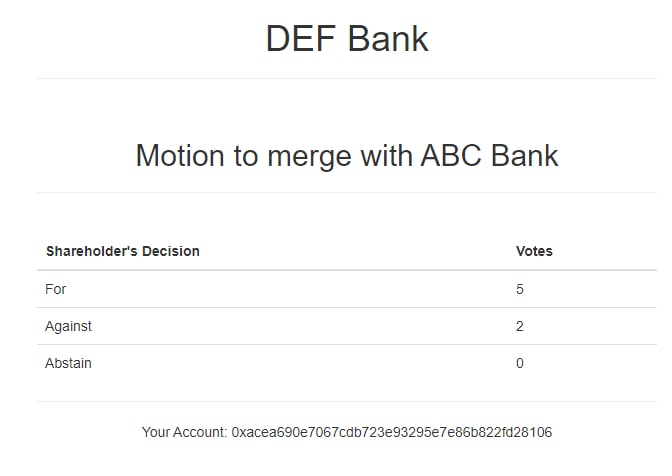 DEF Bank
Motion to merge with ABC Bank
Shareholder's Decision Votes
For 5
Against 2
Abstain 0
Your Account: 0xacea690e7067cdb723e93295e7e86b822fd28106